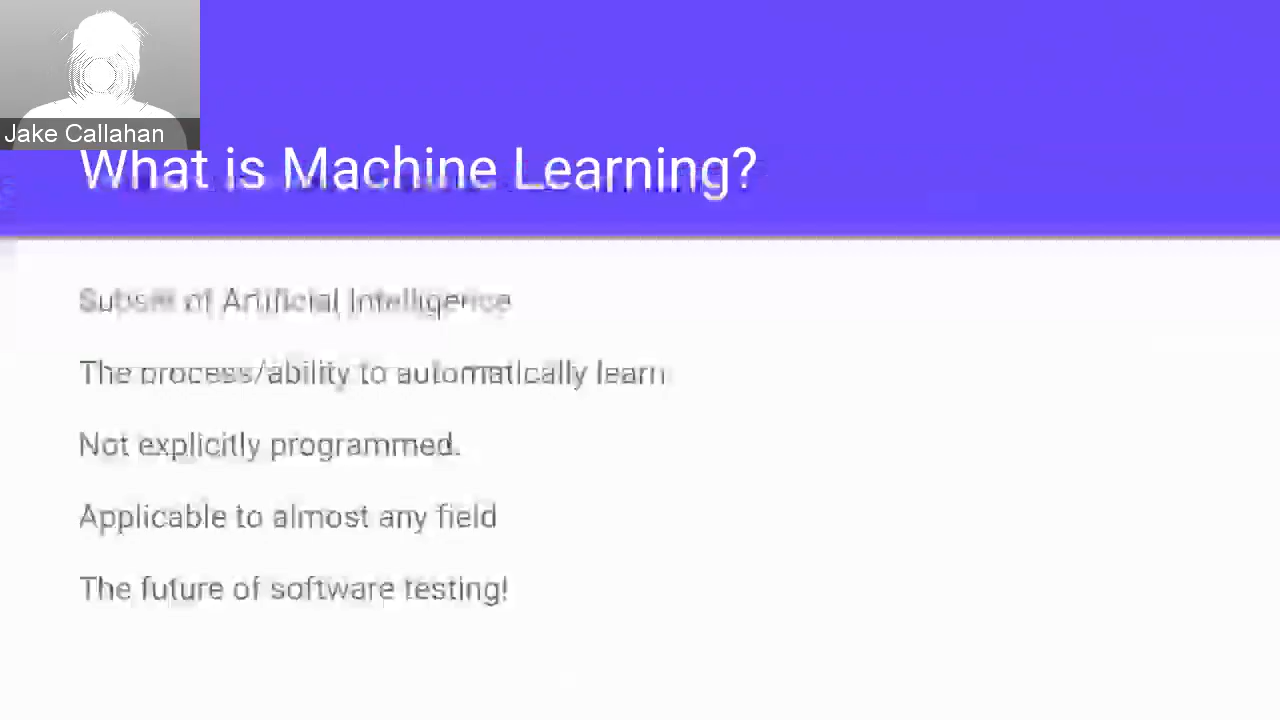 Jake Callahan
What is Machine Learning?
Subset of Artificial Intelligence
The process/ability to automatically learn
Not explicitly programmed.
Applicable to almost any field
The future of software testing!